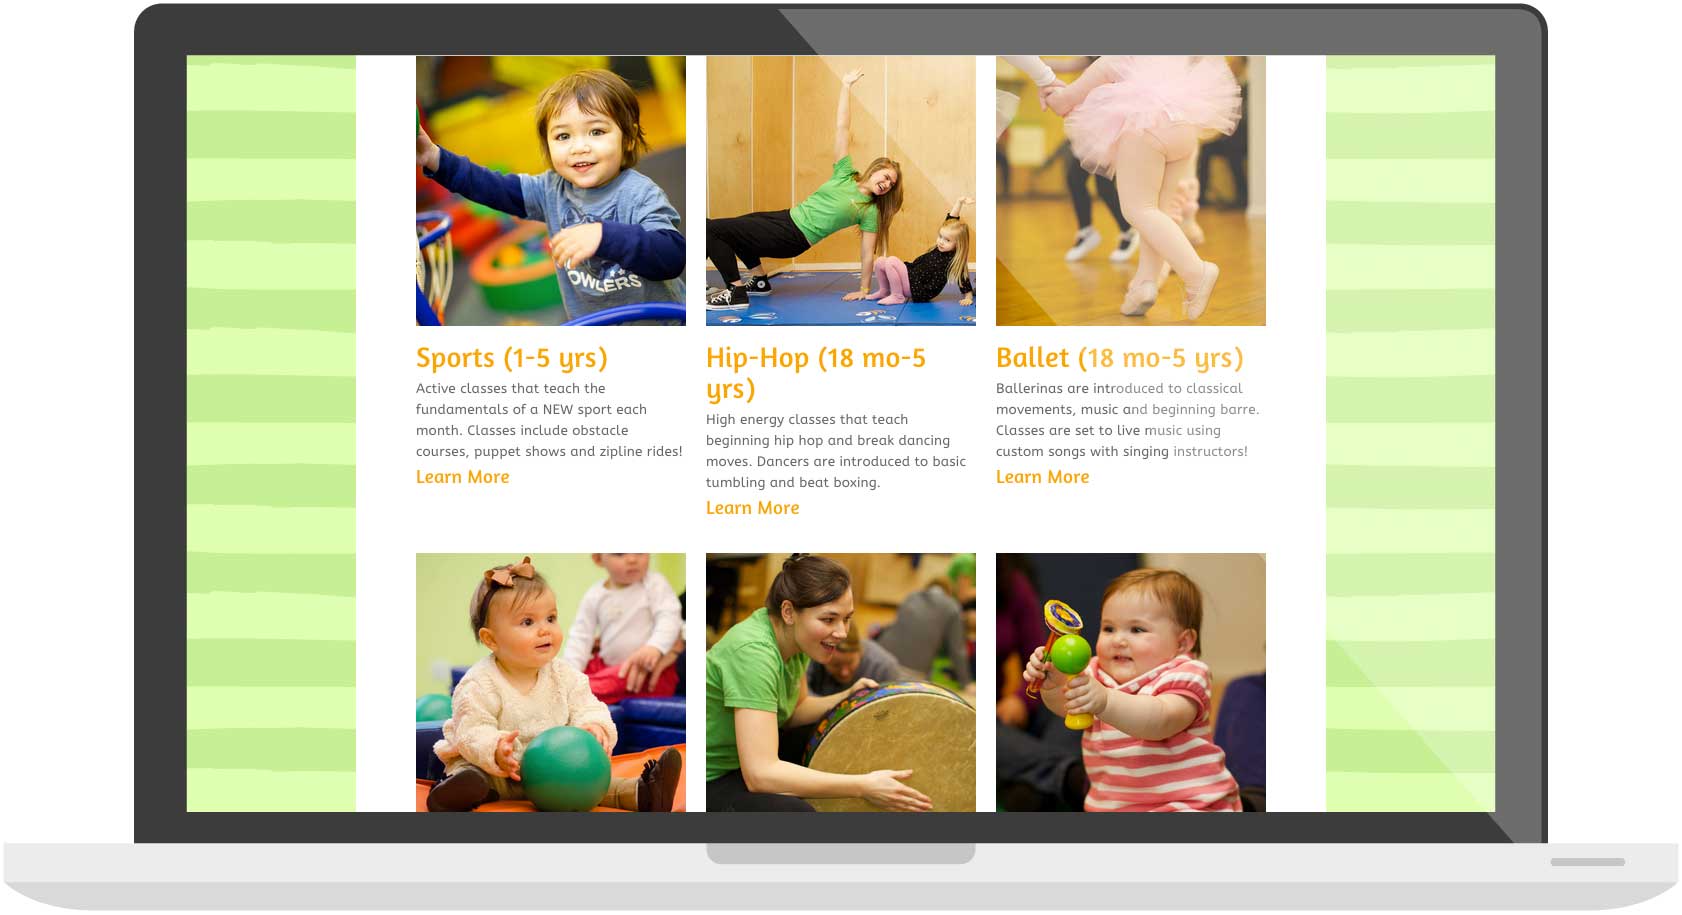 OWLERS
Sports (1-5 yrs)
Active classes that teach the
fundamentals of a NEW sport each
month. Classes include obstacle
courses, puppet shows and zipline rides!
Learn More
Hip-Hop (18 mo-5
yrs)
High energy classes that teach
beginning hip hop and break dancing
moves. Dancers are introduced to basic
tumbling and beat boxing.
Learn More
Ballet (18 mo-5 yrs)
Ballerinas are introduced to classical
movements, music and beginning barre.
Classes are set to live music using
custom songs with singing instructors!
Learn More